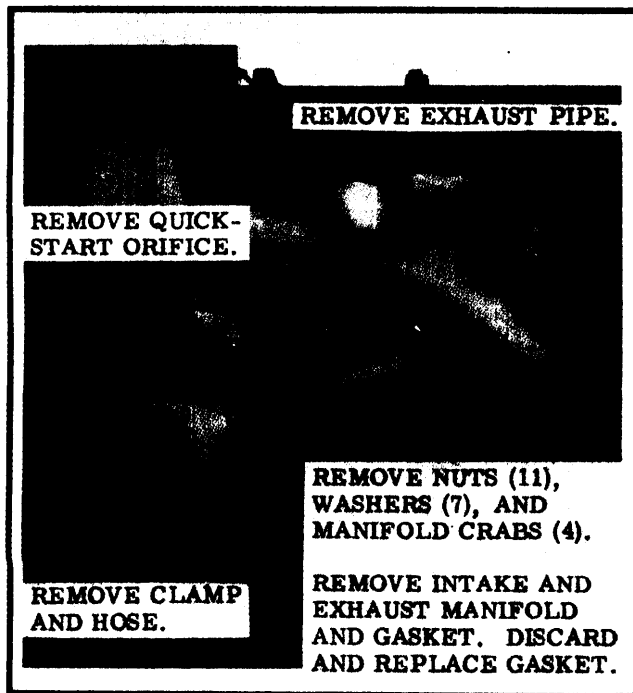 REMOVE EXHAUST PIPE.
REMOVE QUICK-
START ORIFICE.
REMOVE NUTS (11),
WASHERS (7), AND
MANIFOLD CRABS (4).
REMOVE CLAMP
AND HOSE.
REMOVE INTAKE AND
EXHAUST MANIFOLD
AND GASKET. DISCARD
AND REPLACE GASKET.